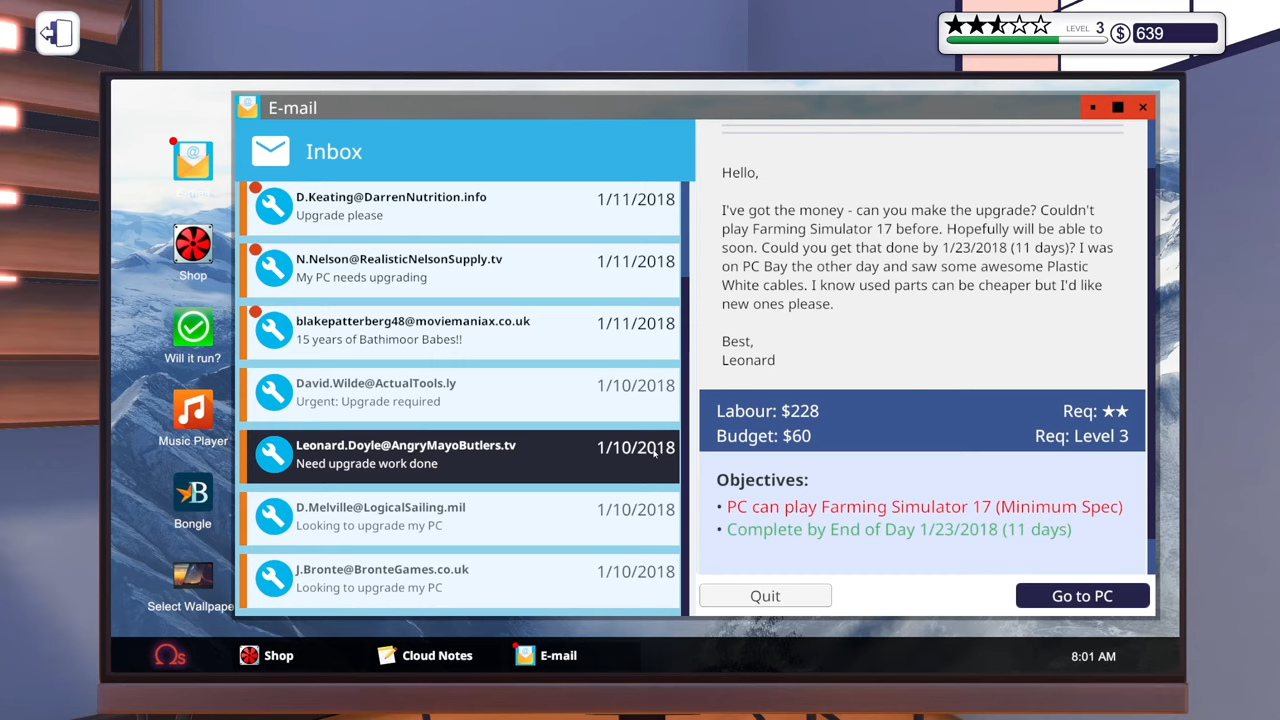 LEVEL 3
$ 639
E-mail
Inbox
D.Keating@DarrenNutrition.info
1/11/2018
Upgrade please
N.Nelson@RealisticNelsonSupply.tv
1/11/2018
My PC needs upgrading
blakepatterberg48@moviemaniax.co.uk
1/11/2018
15 years of Bathimoor Babes!!
David.Wilde@ActualTools.ly
1/10/2018
Urgent: Upgrade required
Leonard.Doyle@AngryMayoButlers.tv
1/10/2018
Need upgrade work done
D.Melville@LogicalSailing.mil
1/10/2018
Looking to upgrade my PC
J.Bronte@BronteGames.co.uk
1/10/2018
Looking to upgrade my PC
Hello,
I've got the money - can you make the upgrade? Couldn't
play Farming Simulator 17 before. Hopefully will be able to
soon. Could you get that done by 1/23/2018 (11 days)? I was
on PC Bay the other day and saw some awesome Plastic
White cables. I know used parts can be cheaper but I'd like
new ones please.
Best,
Leonard
Labour: $228
Req: ★★
Budget: $60
Req: Level 3
Objectives:
• PC can play Farming Simulator 17 (Minimum Spec)
• Complete by End of Day 1/23/2018 (11 days)
Quit
Go to PC
E-mail
Shop
Will it run?
Music Player
Bongle
Select Wallpape
Ωs
Shop
Cloud Notes
E-mail
8:01 AM